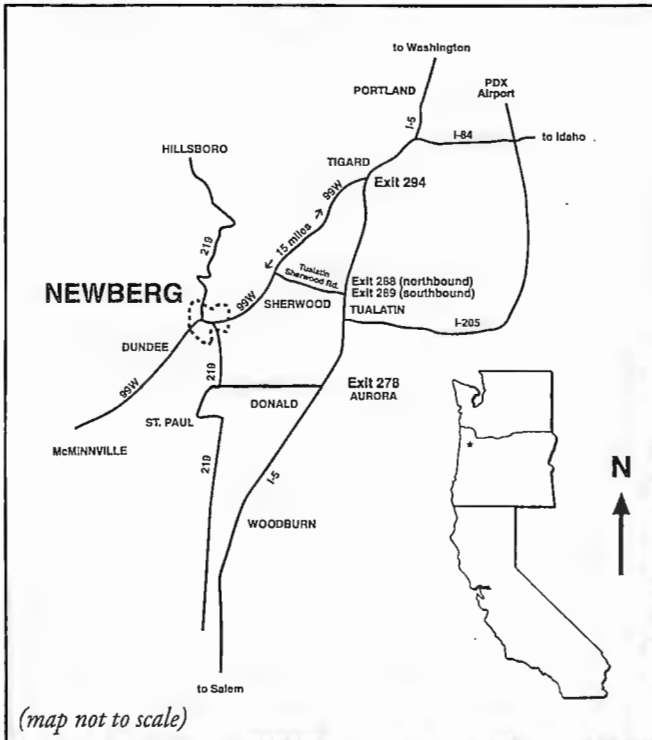 to Washington
PORTLAND
PDX
Airport
I-5
I-84
to Idaho
HILLSBORO
TIGARD
Exit 294
99W
219
15 miles
Tualatin
Sherwood Rd.
Exit 288 (northbound)
Exit 289 (southbound)
NEWBERG
99W
SHERWOOD
TUALATIN
I-205
DUNDEE
219
99W
Exit 278
AURORA
DONALD
ST. PAUL
McMINNVILLE
219
I-5
WOODBURN
N
to Salem
(map not to scale)